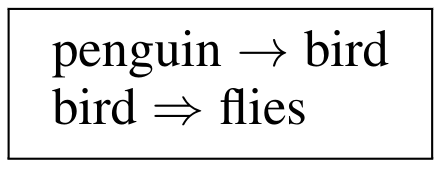 penguin → bird
bird ⇒ flies